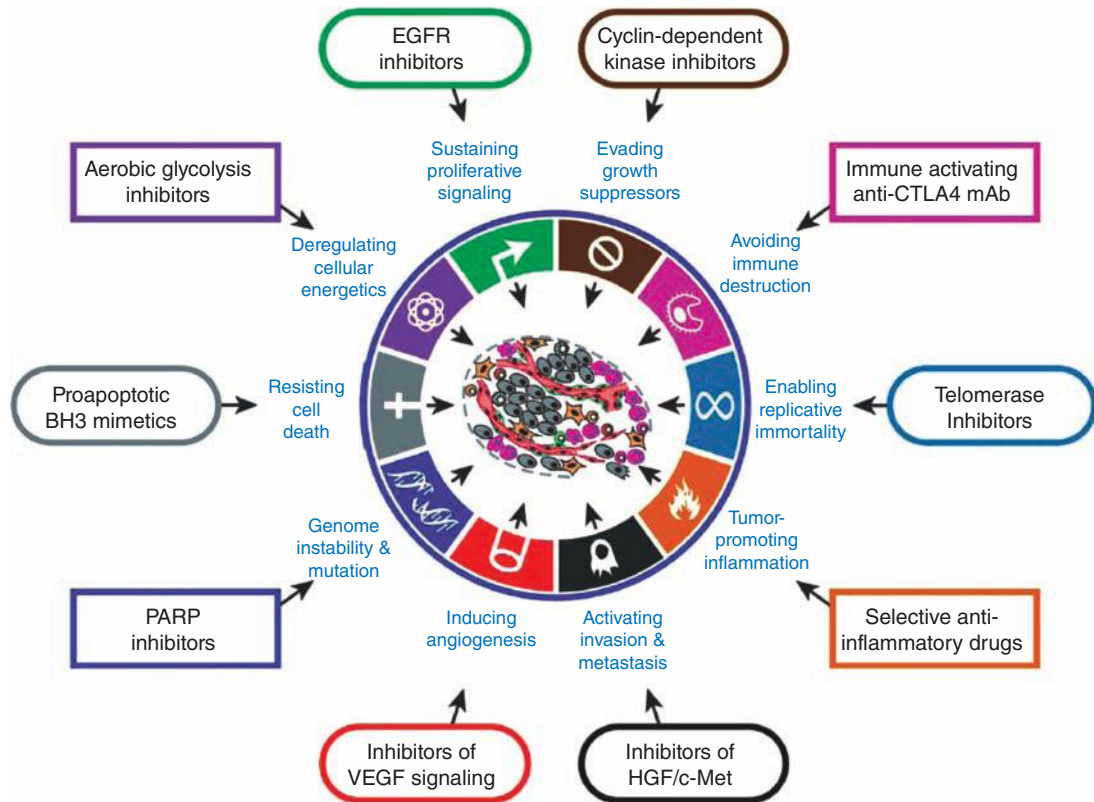 EGFR
inhibitors
Cyclin-dependent
kinase inhibitors
Sustaining
proliferative
signaling
Evading
growth
suppressors
Aerobic glycolysis
inhibitors
Immune activating
anti-CTLA4 mAb
Deregulating
cellular
energetics
Avoiding
immune
destruction
Proapoptotic
BH3 mimetics
Resisting
cell
death
Enabling
replicative
immortality
Telomerase
Inhibitors
Genome
instability &
mutation
Tumor-
promoting
inflammation
PARP
inhibitors
Inducing
angiogenesis
Activating
invasion &
metastasis
Selective anti-
inflammatory drugs
Inhibitors of
VEGF signaling
Inhibitors of
HGF/c-Met